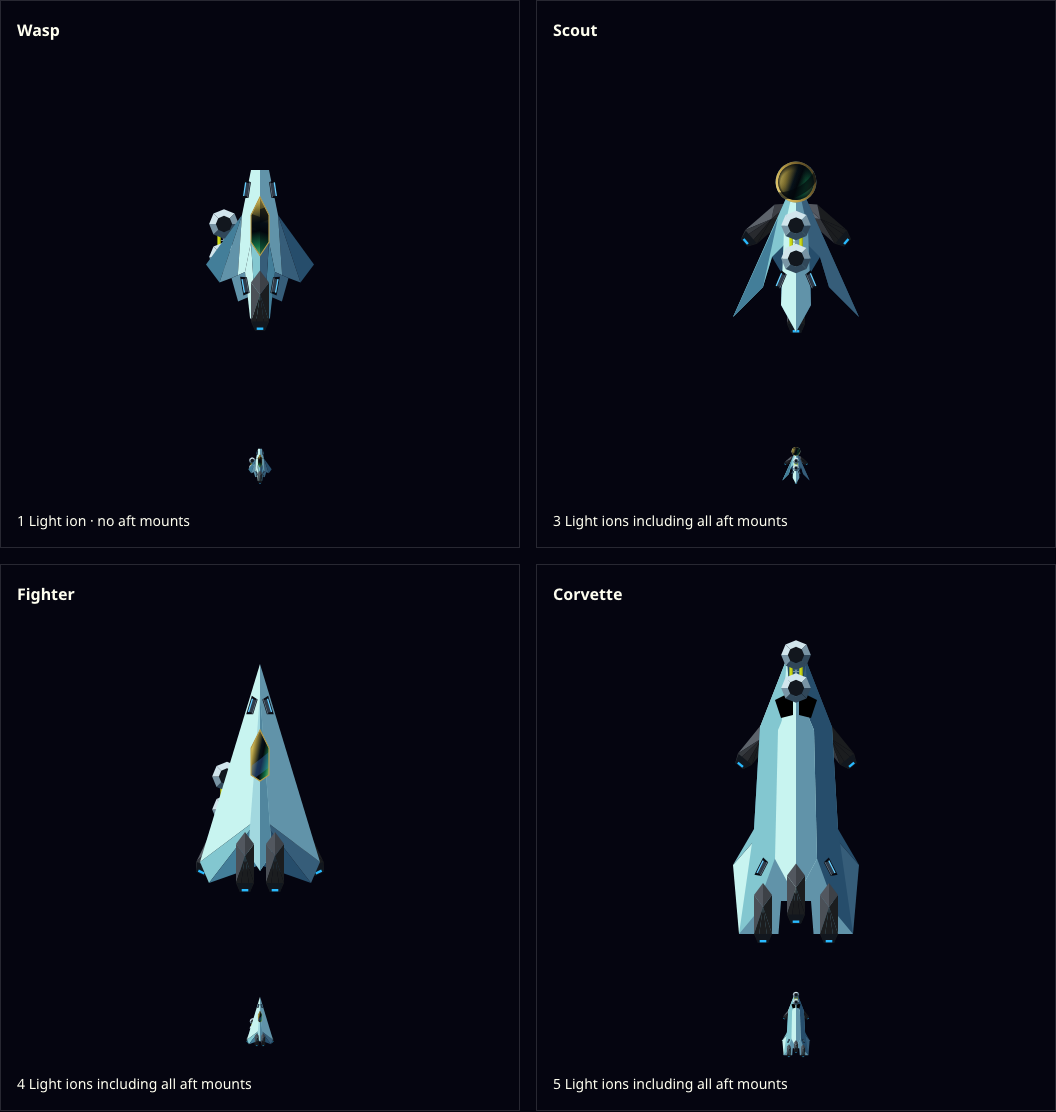 Wasp
Scout
1 Light ion · no aft mounts
3 Light ions including all aft mounts
Fighter
Corvette
4 Light ions including all aft mounts
5 Light ions including all aft mounts